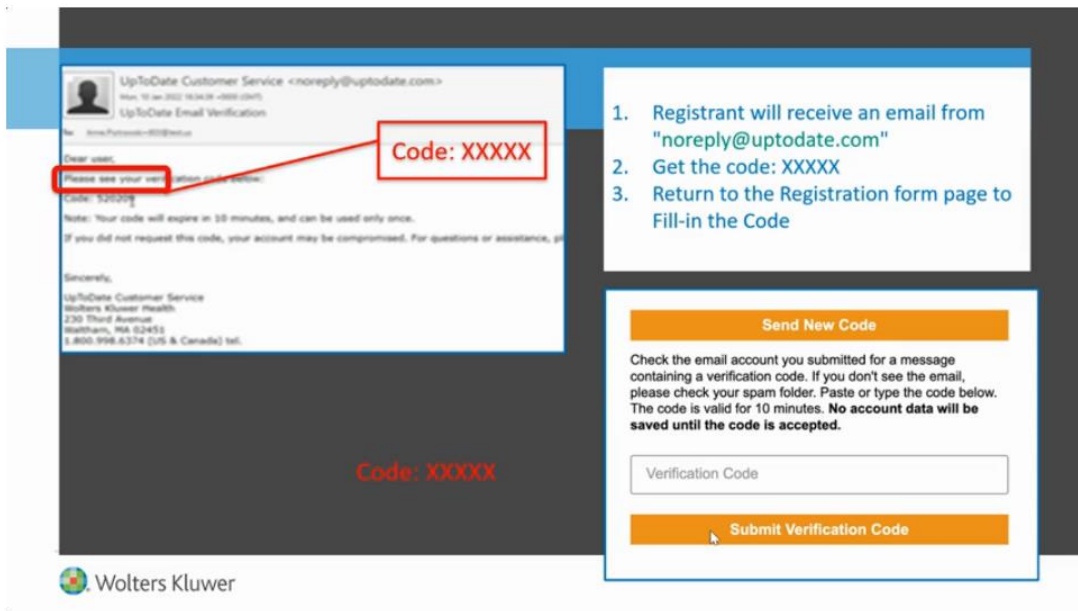 UpToDate Customer Service <noreply@uptodate.com>
Mon, 10 Jan 2022
UpToDate Email Verification
Dear user,
Please see your verification code below:
Code: 520209
Note: Your code will expire in 10 minutes, and can be used only once.
If you did not request this code, your account may be compromised. For questions or assistance, pl
Sincerely,
UpToDate Customer Service
Wolters Kluwer Health
230 Third Avenue
Waltham, MA 02451
1.800.998.6374 (US & Canada) tel.
Code: XXXXX
1. Registrant will receive an email from
"noreply@uptodate.com"
2. Get the code: XXXXX
3. Return to the Registration form page to
Fill-in the Code
Send New Code
Check the email account you submitted for a message
containing a verification code. If you don't see the email,
please check your spam folder. Paste or type the code below.
The code is valid for 10 minutes. No account data will be
saved until the code is accepted.
Verification Code
Submit Verification Code
Code: XXXXX
Wolters Kluwer